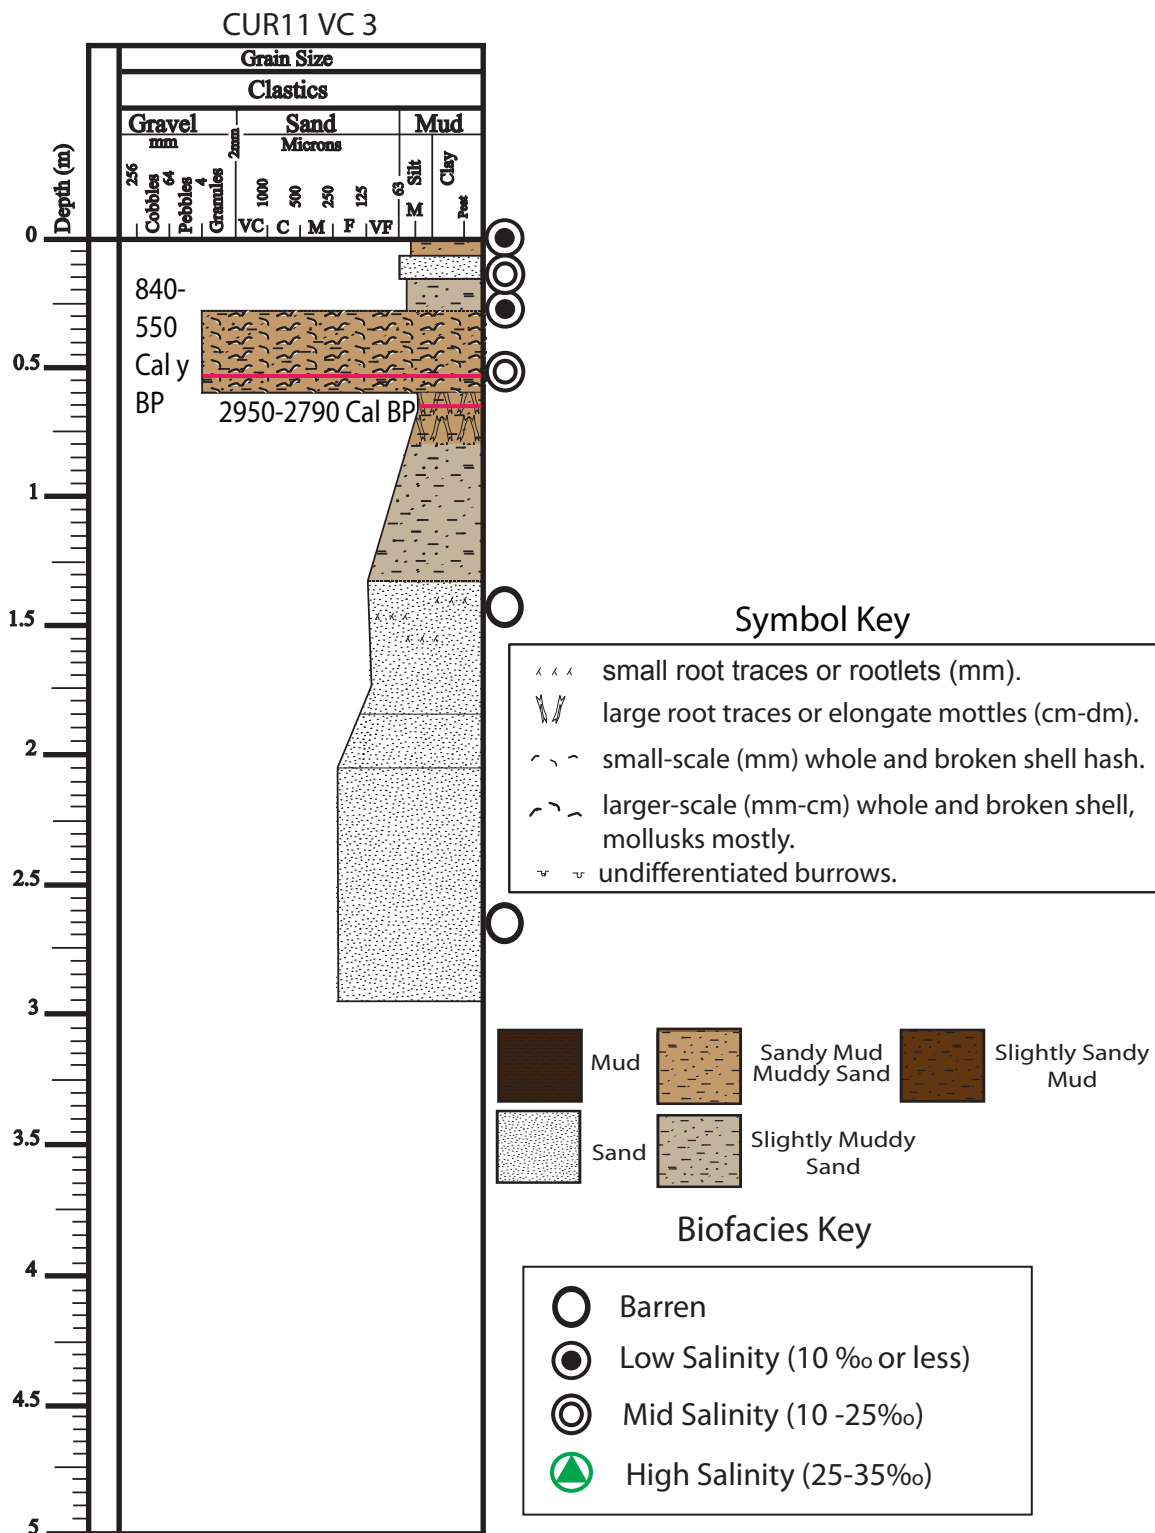 CUR11 VC 3
Grain Size
Clastics
Gravel
Sand
Mud
mm
2mm
Microns
256
Cobbles
64
Pebbles
4
Granules
1000
500
250
125
63
Silt
Clay
M
Peat
VC
C
M
F
VF
Depth (m)
0
0.5
1
1.5
2
2.5
3
3.5
4
4.5
5
840-
550
Cal y
BP
2950-2790 Cal BP
Symbol Key
small root traces or rootlets (mm).
large root traces or elongate mottles (cm-dm).
small-scale (mm) whole and broken shell hash.
larger-scale (mm-cm) whole and broken shell,
mollusks mostly.
undifferentiated burrows.
Mud
Sandy Mud
Muddy Sand
Slightly Sandy
Mud
Sand
Slightly Muddy
Sand
Biofacies Key
Barren
Low Salinity (10 ‰ or less)
Mid Salinity (10 -25‰)
High Salinity (25-35‰)